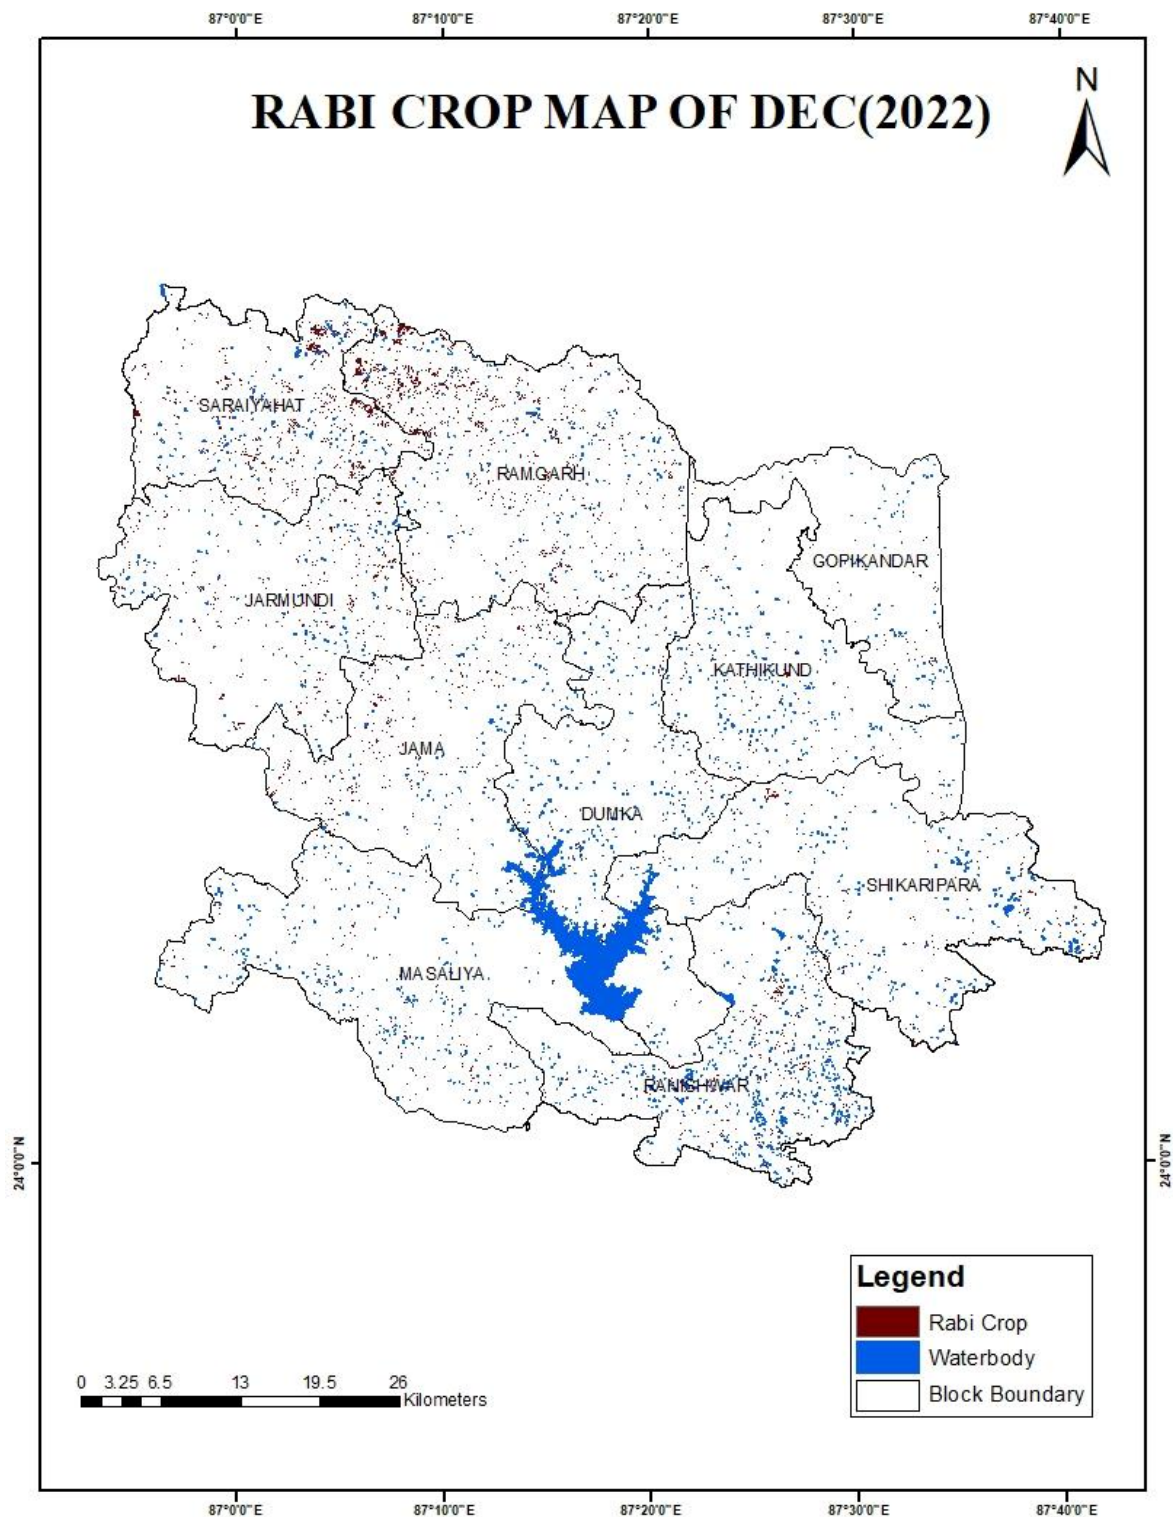 87°0'0"E 87°10'0"E 87°20'0"E 87°30'0"E 87°40'0"E
N
RABI CROP MAP OF DEC(2022)
SARAIYAHAT
RAMGARH
GOPIKANDAR
JARMUNDI
KATHIKUND
JAMA
DUMKA
SHIKARIPARA
MASALIYA
RANISHWAR
24°0'0"N 24°0'0"N
Legend
Rabi Crop
Waterbody
Block Boundary
0 3.25 6.5 13 19.5 26
Kilometers
87°0'0"E 87°10'0"E 87°20'0"E 87°30'0"E 87°40'0"E